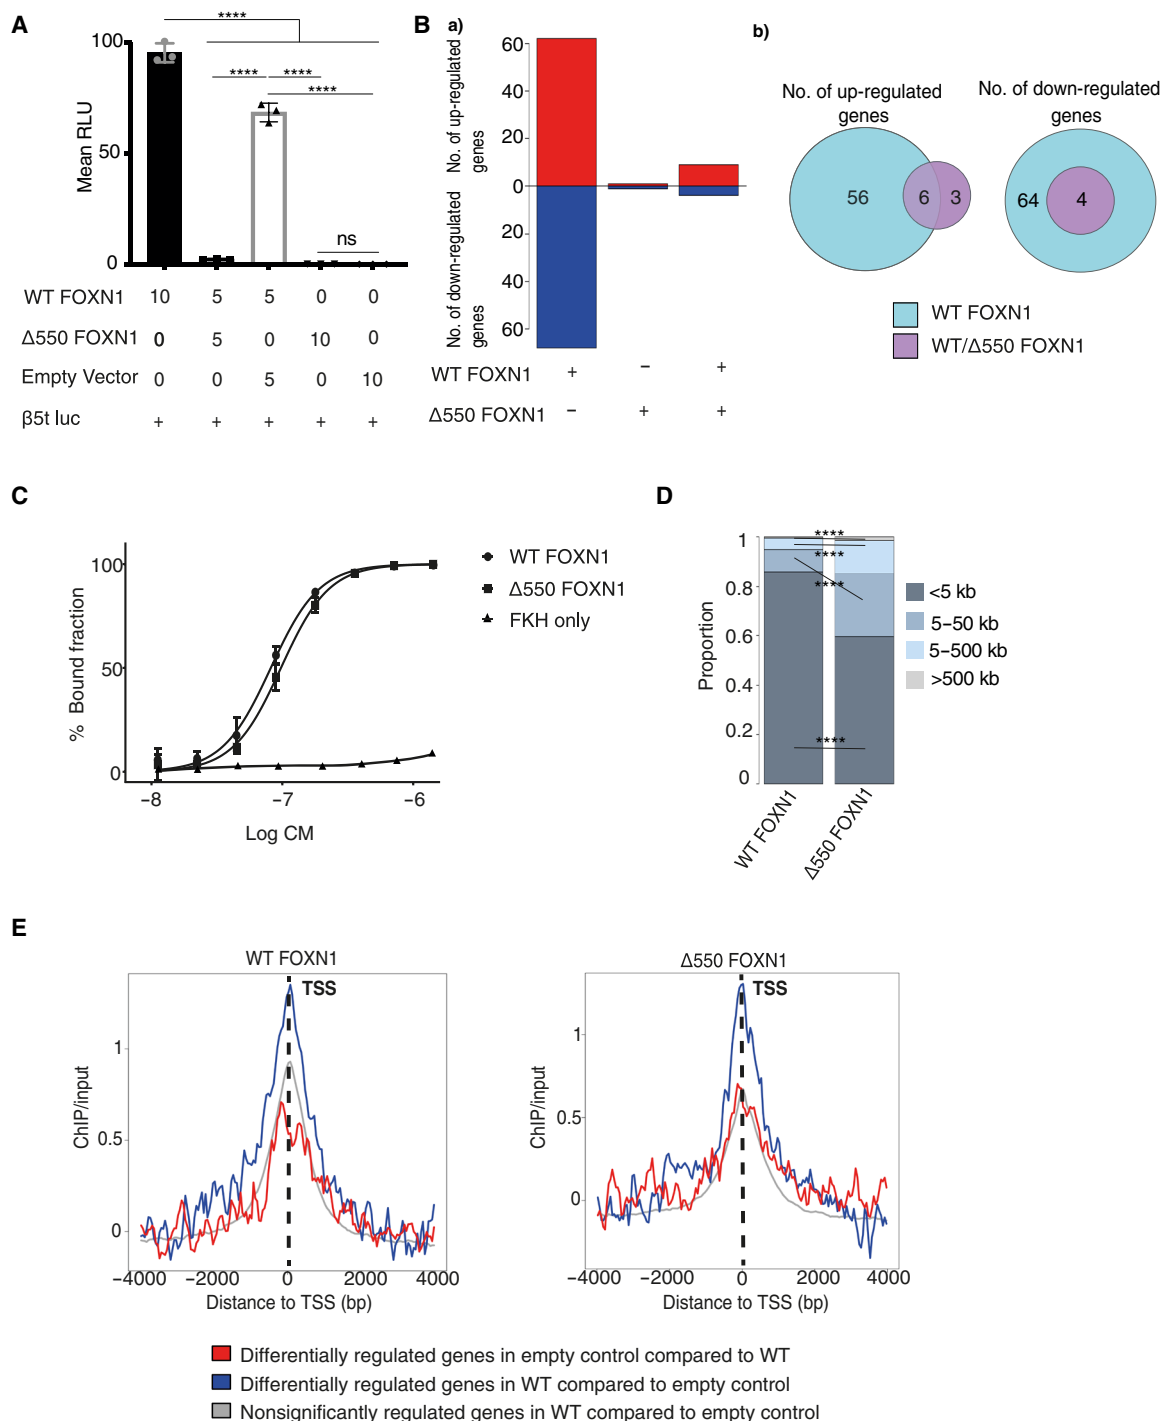 A
****
100
**** ****
****
50
ns
0
Mean RLU
WT FOXN1 10 5 5 0 0
Δ550 FOXN1 0 5 0 10 0
Empty Vector 0 0 5 0 10
β5t luc + + + + +
B a)
60
40
20
0
20
40
60
No. of up-regulated genes
No. of down-regulated genes
WT FOXN1 + − +
Δ550 FOXN1 − + +
b)
No. of up-regulated genes
No. of down-regulated genes
56 6 3
64 4
WT FOXN1
WT/Δ550 FOXN1
C
100
50
0
% Bound fraction
−8 −7 −6
Log CM
WT FOXN1
Δ550 FOXN1
FKH only
D
1
0.8
0.6
0.4
0.2
0
Proportion
****
****
****
****
WT FOXN1
Δ550 FOXN1
<5 kb
5–50 kb
5–500 kb
>500 kb
E
WT FOXN1
TSS
1
0.5
0
ChIP/input
−4000 −2000 0 2000 4000
Distance to TSS (bp)
Δ550 FOXN1
TSS
1
0.5
0
ChIP/input
−4000 −2000 0 2000 4000
Distance to TSS (bp)
Differentially regulated genes in empty control compared to WT
Differentially regulated genes in WT compared to empty control
Nonsignificantly regulated genes in WT compared to empty control